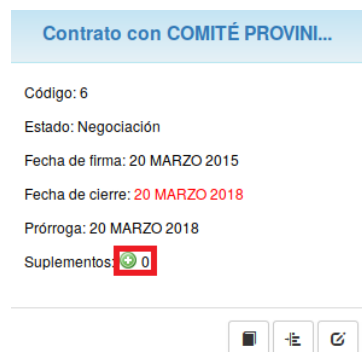 Contrato con COMITÉ PROVINI...
Código: 6
Estado: Negociación
Fecha de firma: 20 MARZO 2015
Fecha de cierre: 20 MARZO 2018
Prórroga: 20 MARZO 2018
Suplementos: 0